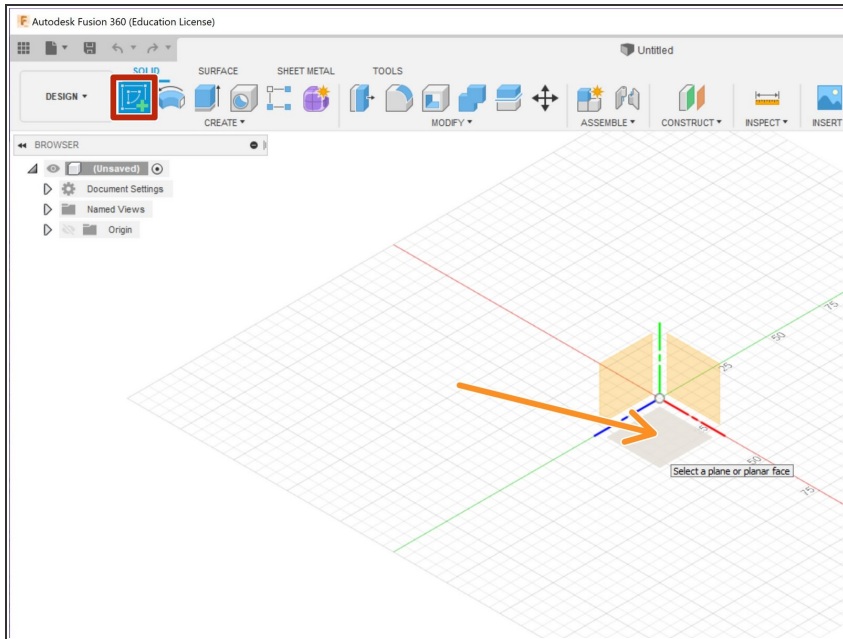 Autodesk Fusion 360 (Education License)
Untitled
SOLID SURFACE SHEET METAL TOOLS
DESIGN
CREATE MODIFY ASSEMBLE CONSTRUCT INSPECT INSERT
BROWSER
(Unsaved)
Document Settings
Named Views
Origin
75
50
25
50
75
Select a plane or planar face